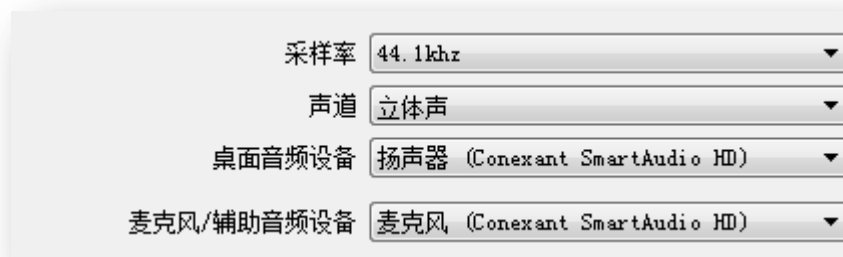 采样率 44.1khz
声道 立体声
桌面音频设备 扬声器 (Conexant SmartAudio HD)
麦克风/辅助音频设备 麦克风 (Conexant SmartAudio HD)